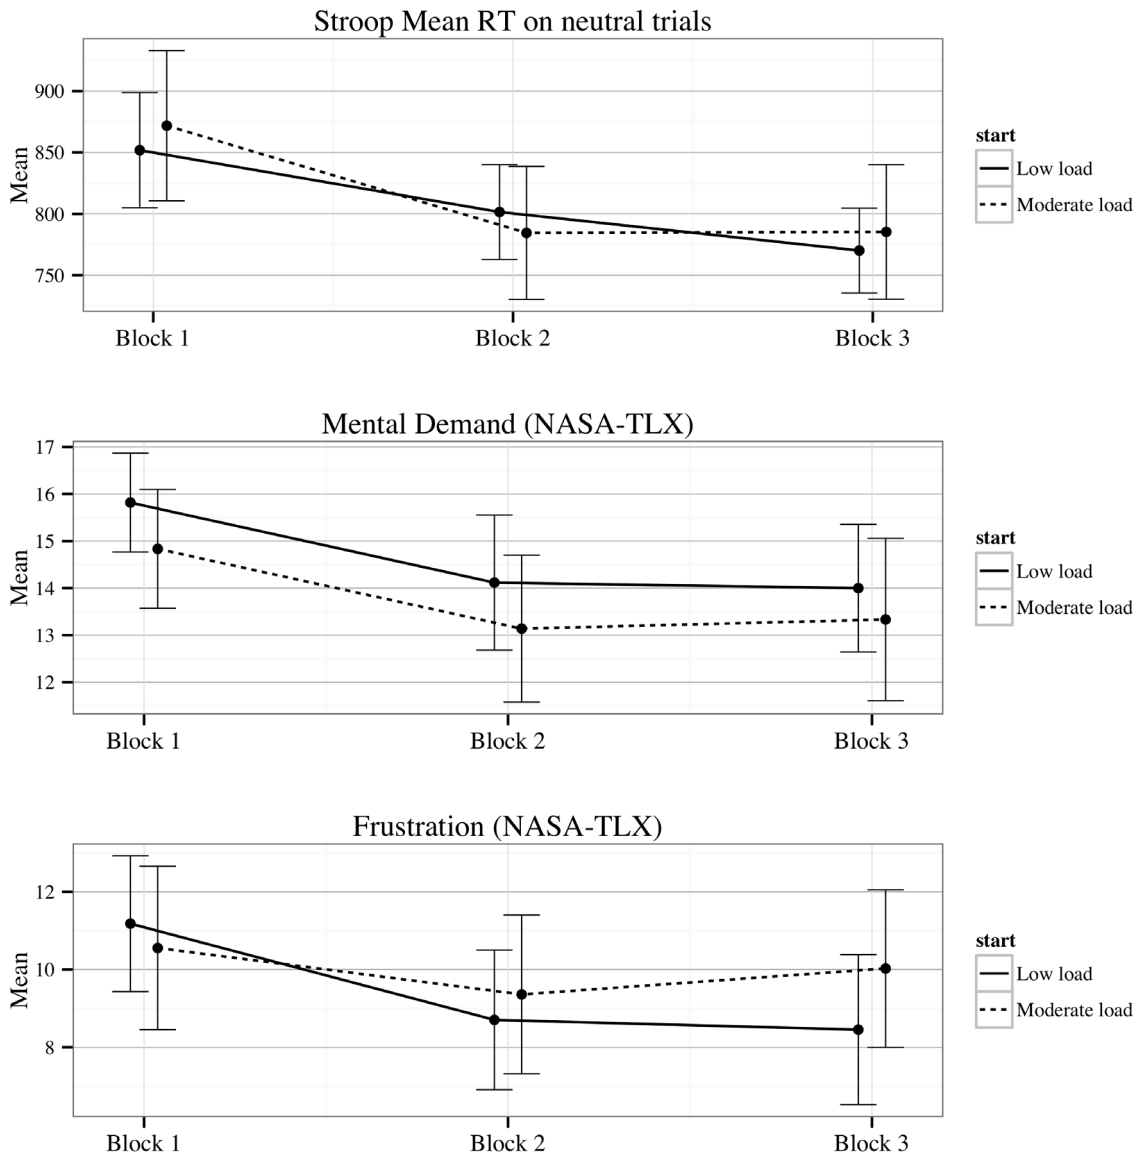 Stroop Mean RT on neutral trials
Mean
900
850
800
750
Block 1 Block 2 Block 3
start
Low load
Moderate load
Mental Demand (NASA-TLX)
Mean
17
16
15
14
13
12
Block 1 Block 2 Block 3
start
Low load
Moderate load
Frustration (NASA-TLX)
Mean
12
10
8
Block 1 Block 2 Block 3
start
Low load
Moderate load